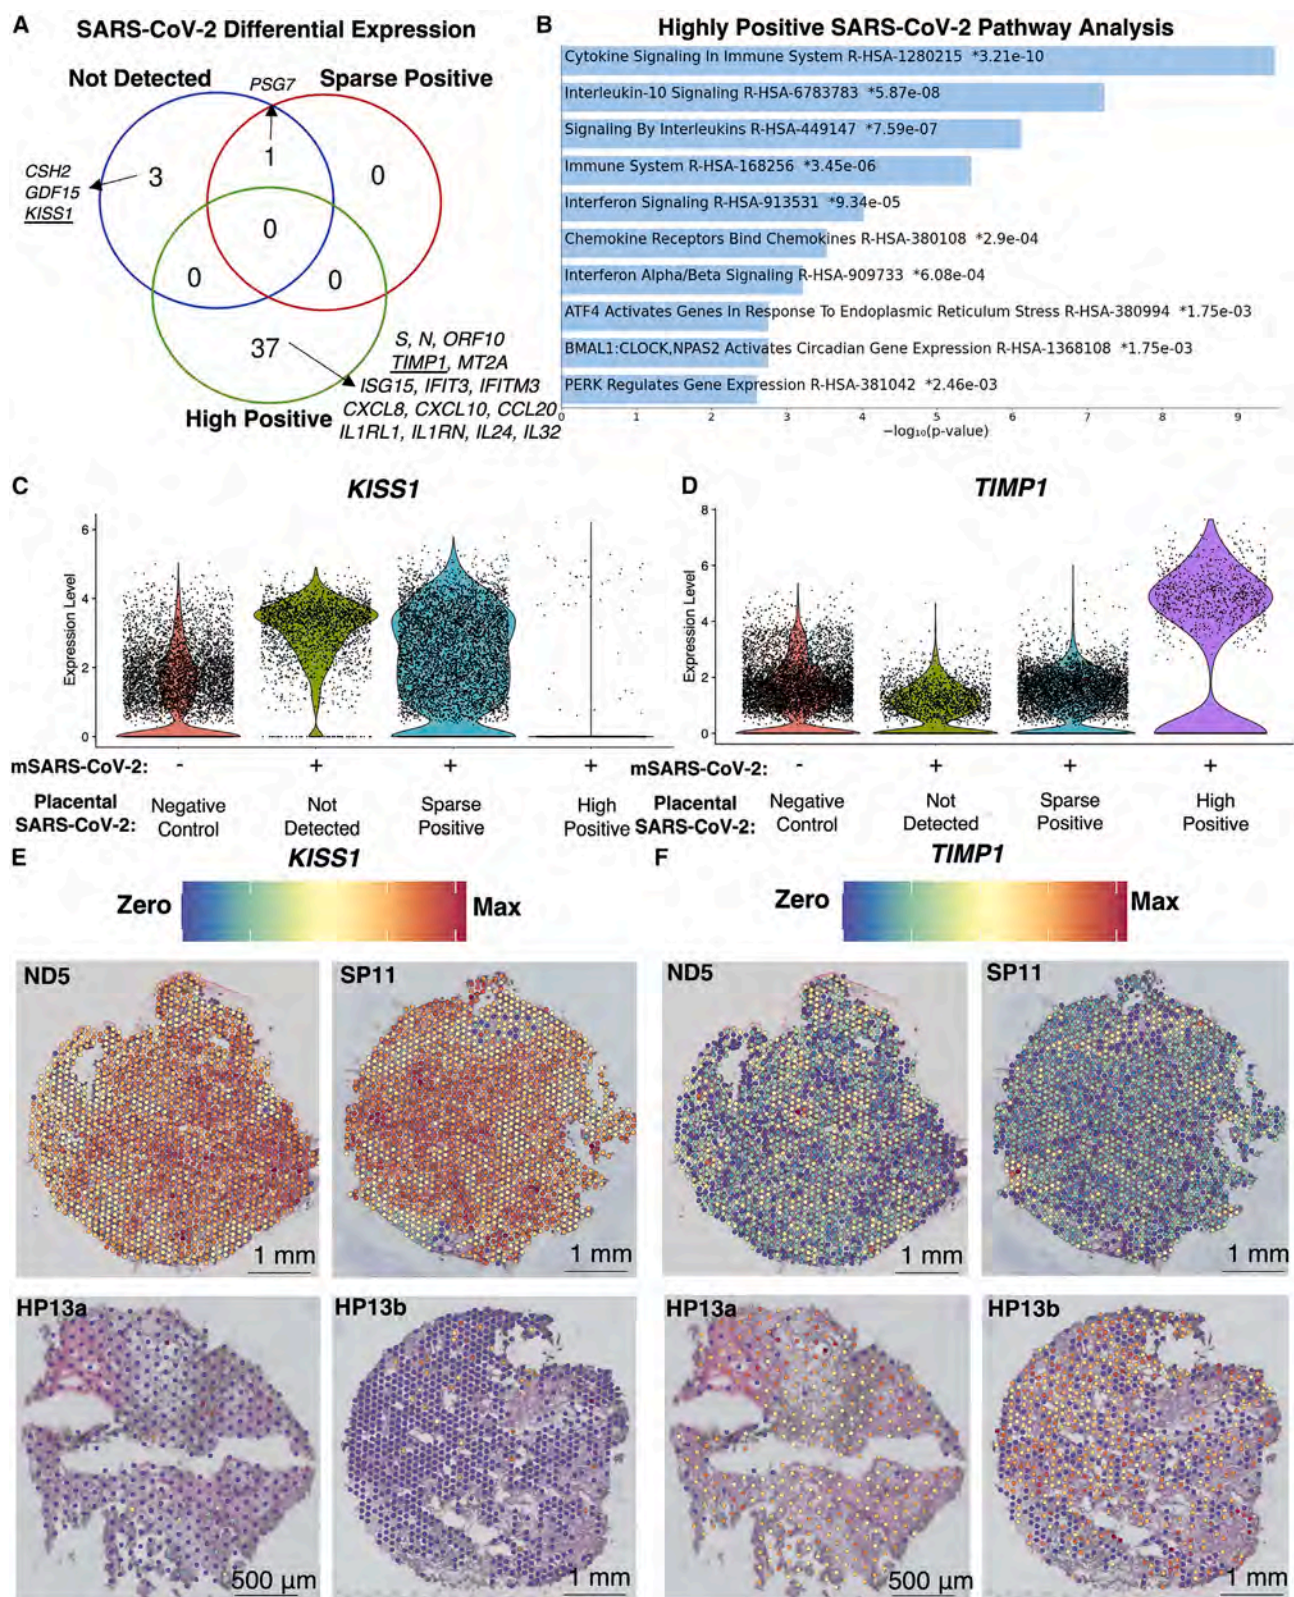 A SARS-CoV-2 Differential Expression
Not Detected
PSG7
Sparse Positive
1
3
0
CSH2
GDF15
KISS1
0
0
0
37
S, N, ORF10
TIMP1, MT2A
ISG15, IFIT3, IFITM3
CXCL8, CXCL10, CCL20
IL1RL1, IL1RN, IL24, IL32
High Positive
B Highly Positive SARS-CoV-2 Pathway Analysis
Cytokine Signaling In Immune System R-HSA-1280215 *3.21e-10
Interleukin-10 Signaling R-HSA-6783783 *5.87e-08
Signaling By Interleukins R-HSA-449147 *7.59e-07
Immune System R-HSA-168256 *3.45e-06
Interferon Signaling R-HSA-913531 *9.34e-05
Chemokine Receptors Bind Chemokines R-HSA-380108 *2.9e-04
Interferon Alpha/Beta Signaling R-HSA-909733 *6.08e-04
ATF4 Activates Genes In Response To Endoplasmic Reticulum Stress R-HSA-380994 *1.75e-03
BMAL1:CLOCK,NPAS2 Activates Circadian Gene Expression R-HSA-1368108 *1.75e-03
PERK Regulates Gene Expression R-HSA-381042 *2.46e-03
0 1 2 3 4 5 6 7 8 9
−log₁₀(p-value)
C KISS1
Expression Level
6
4
2
0
mSARS-CoV-2: - + + +
Placental SARS-CoV-2:
Negative Control
Not Detected
Sparse Positive
High Positive
D TIMP1
Expression Level
8
6
4
2
0
mSARS-CoV-2: - + + +
Placental SARS-CoV-2:
Negative Control
Not Detected
Sparse Positive
High Positive
E KISS1
Zero Max
ND5
1 mm
SP11
1 mm
HP13a
500 µm
HP13b
1 mm
F TIMP1
Zero Max
ND5
1 mm
SP11
1 mm
HP13a
500 µm
HP13b
1 mm